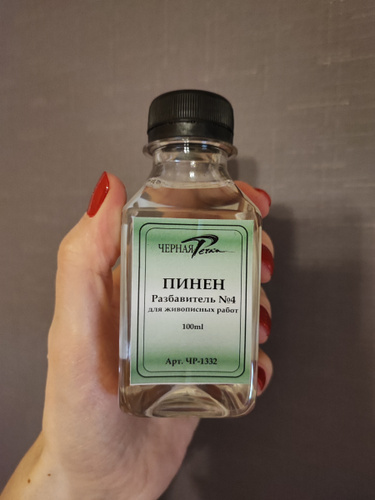 ЧЕРНАЯ Речка
ПИНЕН
Разбавитель №4
для живописных работ
100ml
Арт. ЧР-1332